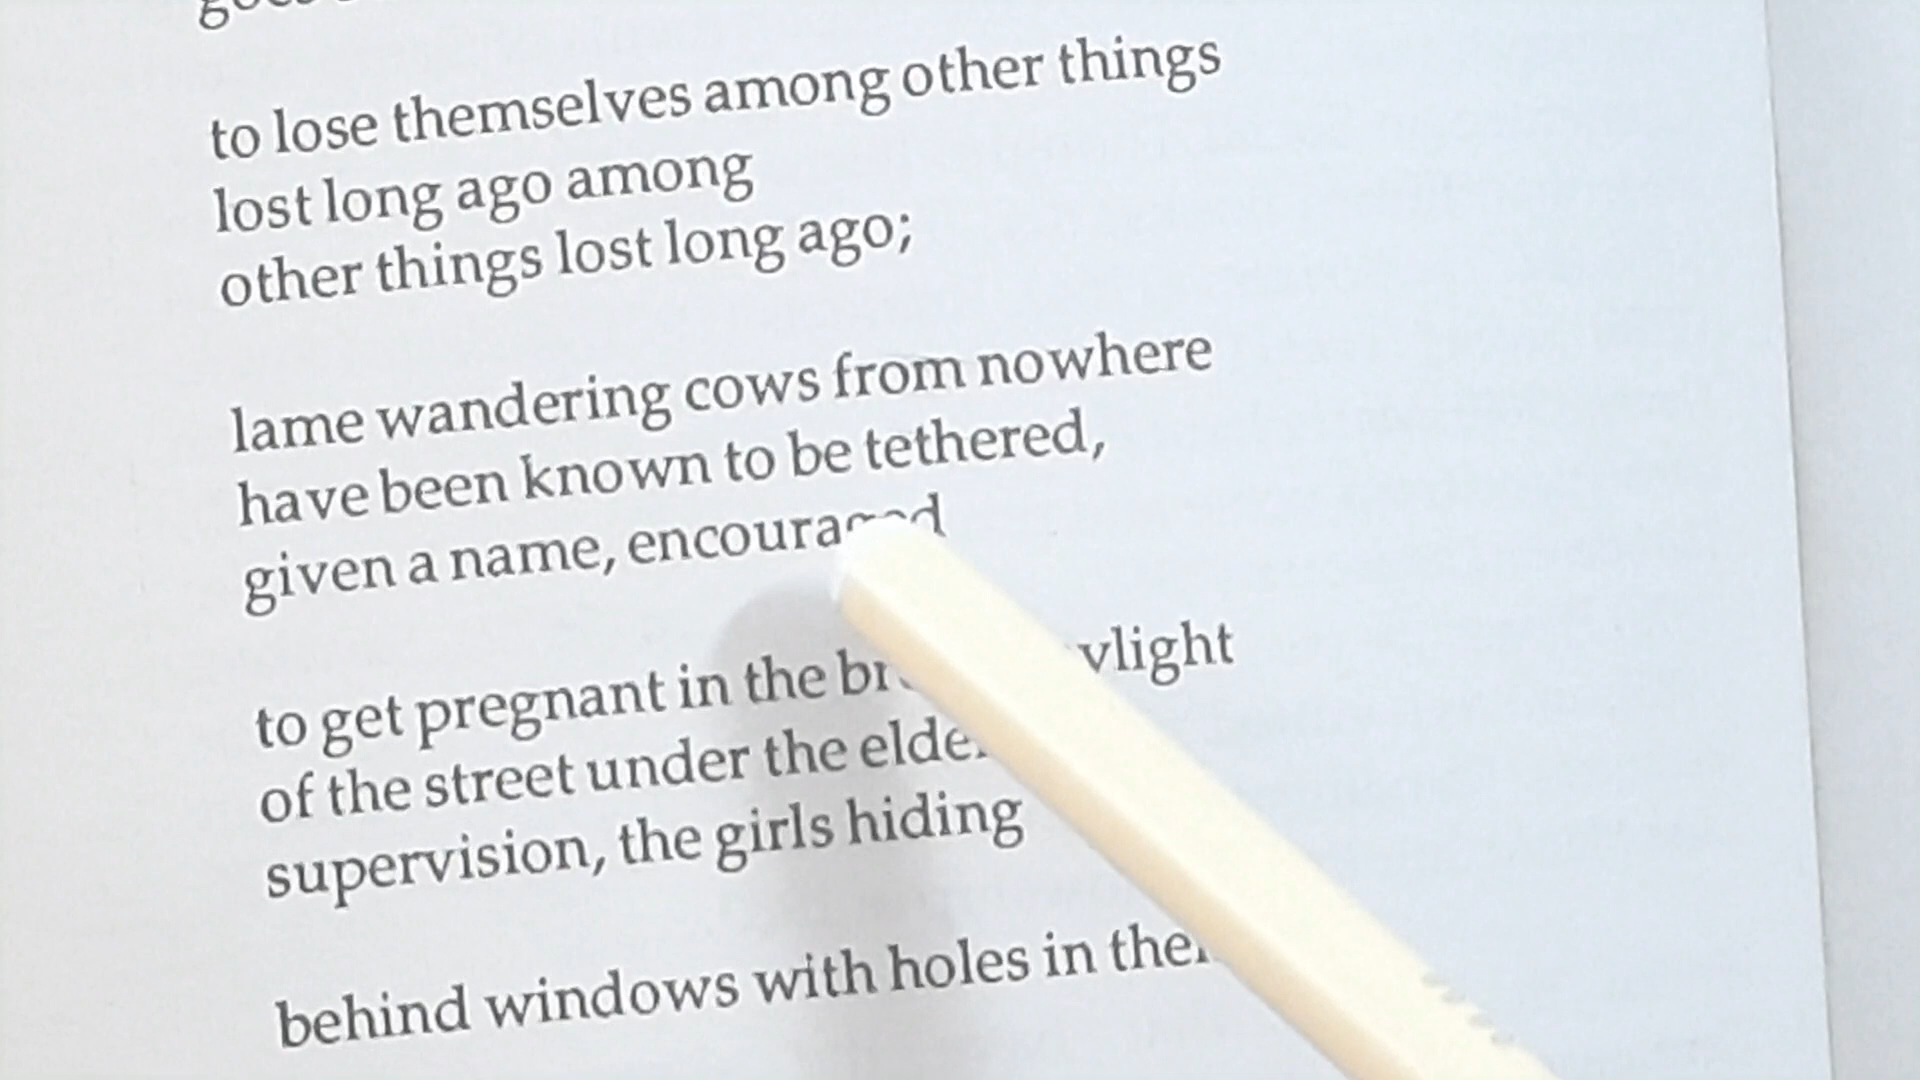 to lose themselves among other things
lost long ago among
other things lost long ago;
lame wandering cows from nowhere
have been known to be tethered,
given a name, encouraged
to get pregnant in the
of the street under the
supervision, the girls hiding
behind windows with holes in